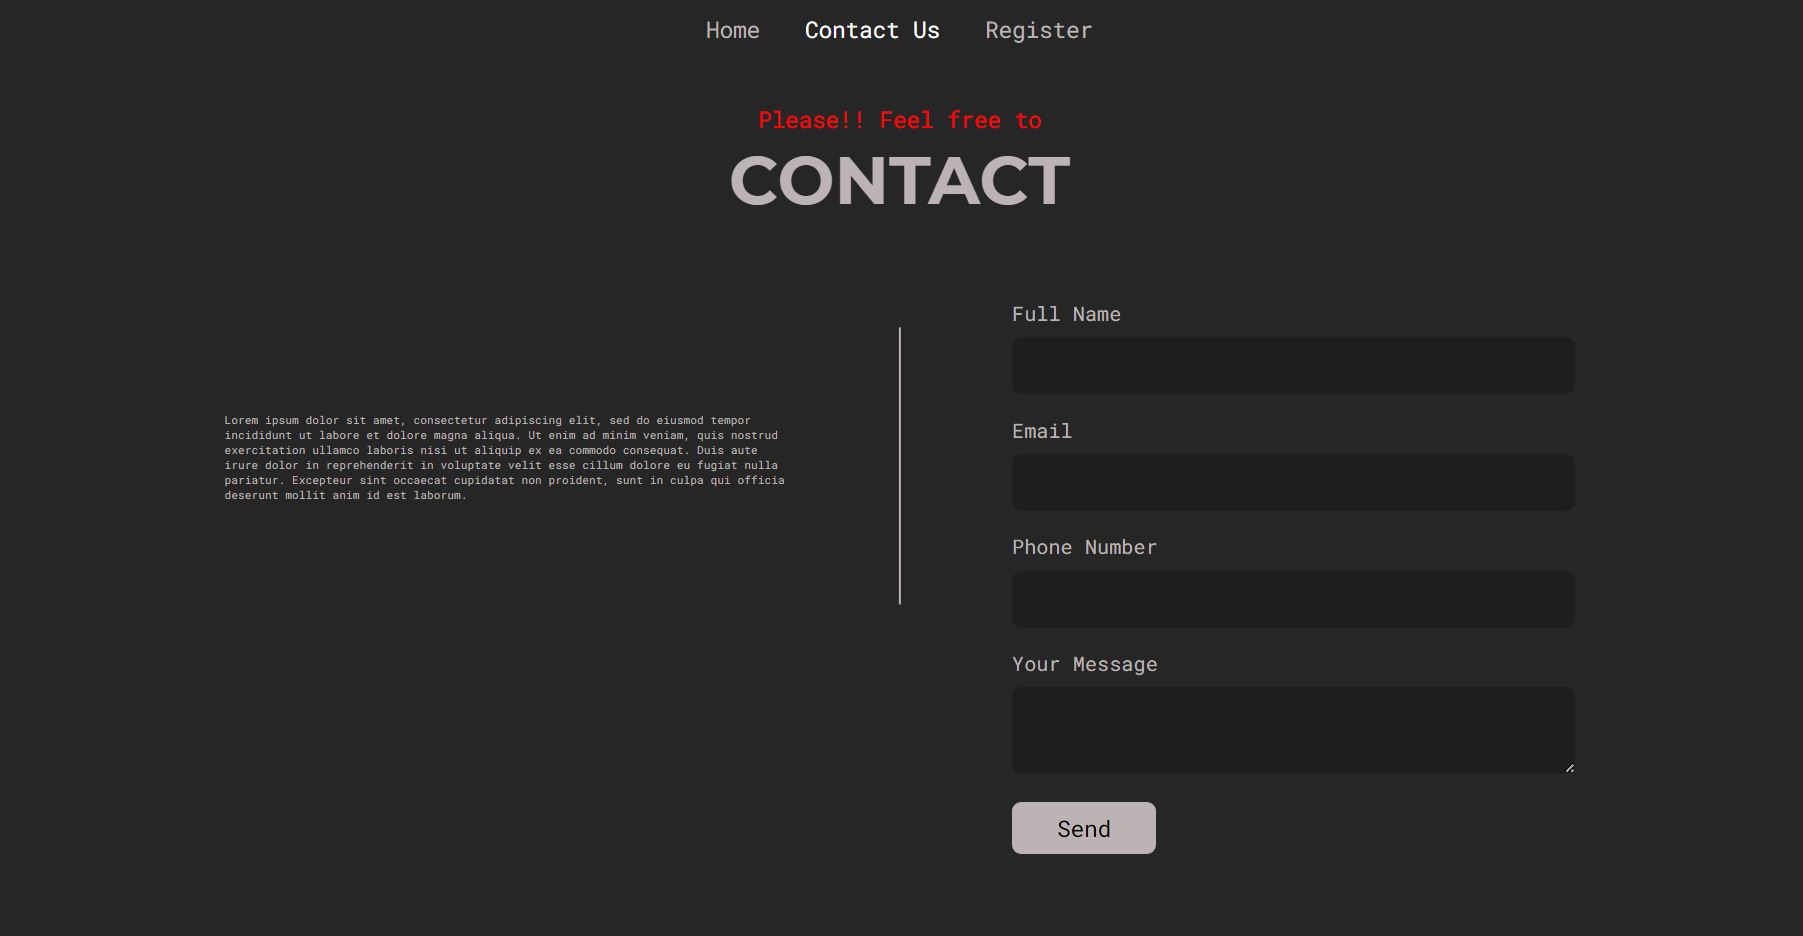 Home Contact Us Register
Please!! Feel free to
CONTACT
Lorem ipsum dolor sit amet, consectetur adipiscing elit, sed do eiusmod tempor
incididunt ut labore et dolore magna aliqua. Ut enim ad minim veniam, quis nostrud
exercitation ullamco laboris nisi ut aliquip ex ea commodo consequat. Duis aute
irure dolor in reprehenderit in voluptate velit esse cillum dolore eu fugiat nulla
pariatur. Excepteur sint occaecat cupidatat non proident, sunt in culpa qui officia
deserunt mollit anim id est laborum.
Full Name
Email
Phone Number
Your Message
Send